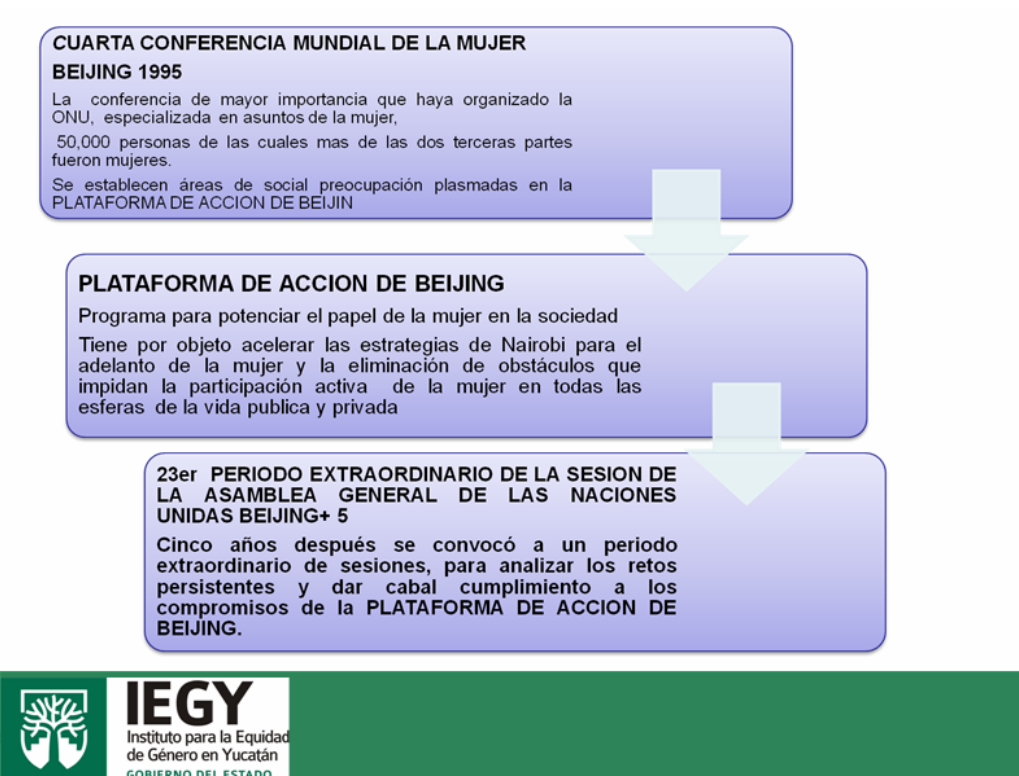 CUARTA CONFERENCIA MUNDIAL DE LA MUJER
BEIJING 1995
La conferencia de mayor importancia que haya organizado la
ONU, especializada en asuntos de la mujer,
50,000 personas de las cuales mas de las dos terceras partes
fueron mujeres.
Se establecen áreas de social preocupación plasmadas en la
PLATAFORMA DE ACCION DE BEIJIN
PLATAFORMA DE ACCION DE BEIJING
Programa para potenciar el papel de la mujer en la sociedad
Tiene por objeto acelerar las estrategias de Nairobi para el
adelanto de la mujer y la eliminación de obstáculos que
impidan la participación activa de la mujer en todas las
esferas de la vida publica y privada
23er PERIODO EXTRAORDINARIO DE LA SESION DE
LA ASAMBLEA GENERAL DE LAS NACIONES
UNIDAS BEIJING+ 5
Cinco años después se convocó a un periodo
extraordinario de sesiones, para analizar los retos
persistentes y dar cabal cumplimiento a los
compromisos de la PLATAFORMA DE ACCION DE
BEIJING.
IEGY
Instituto para la Equidad
de Género en Yucatán
GOBIERNO DEL ESTADO